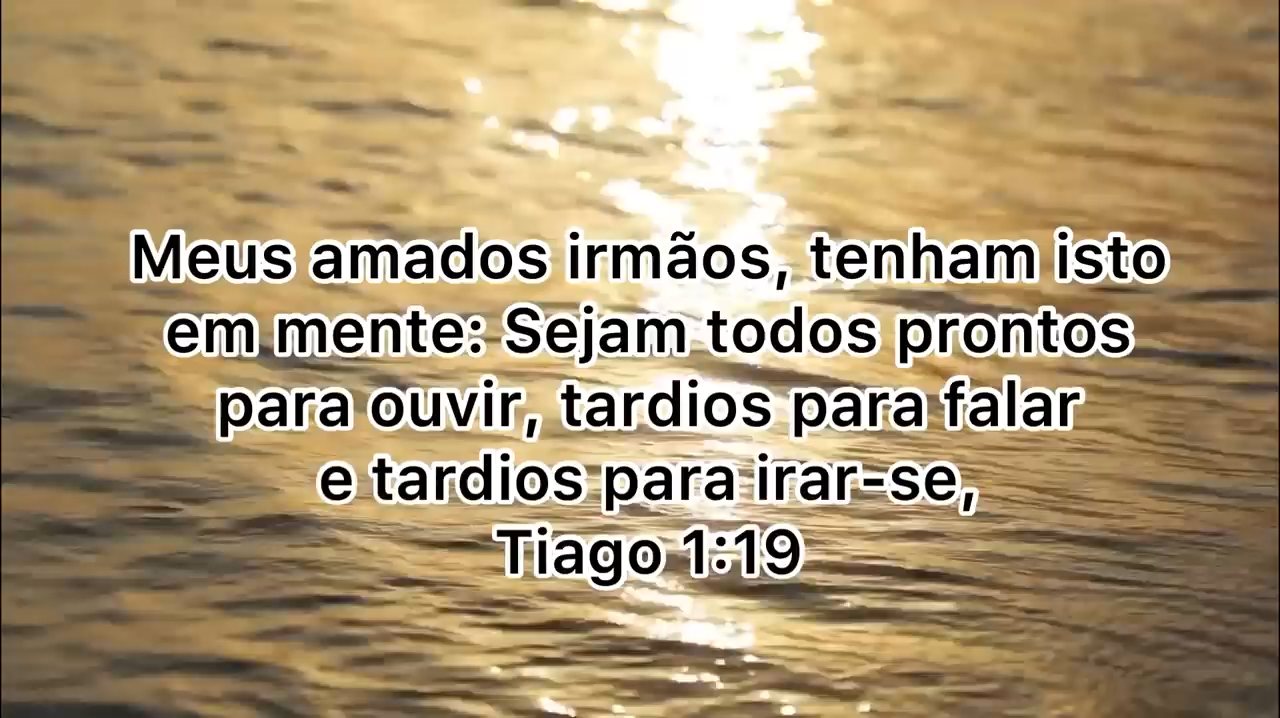 Meus amados irmãos, tenham isto
em mente: Sejam todos prontos
para ouvir, tardios para falar
e tardios para irar-se,
Tiago 1:19